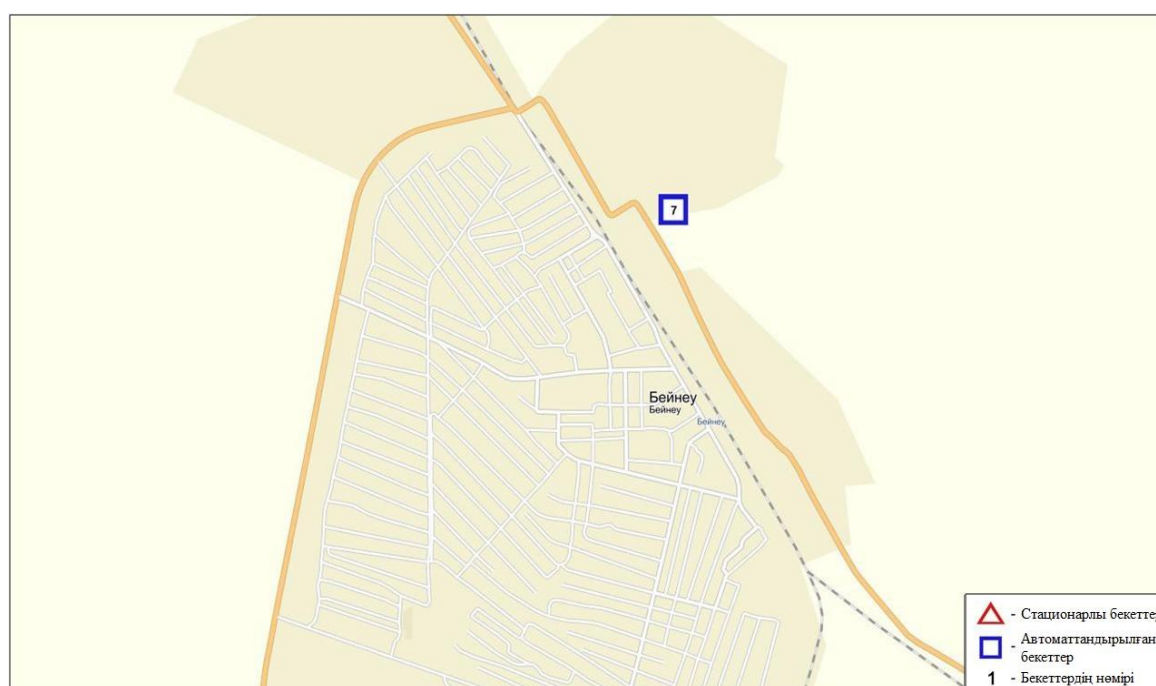 7
Бейнеу
Бейнеу
Бейнеу
- Стационарлы бекеттер
- Автоматтандырылған
бекеттер
1 - Бекеттердің нөмірі